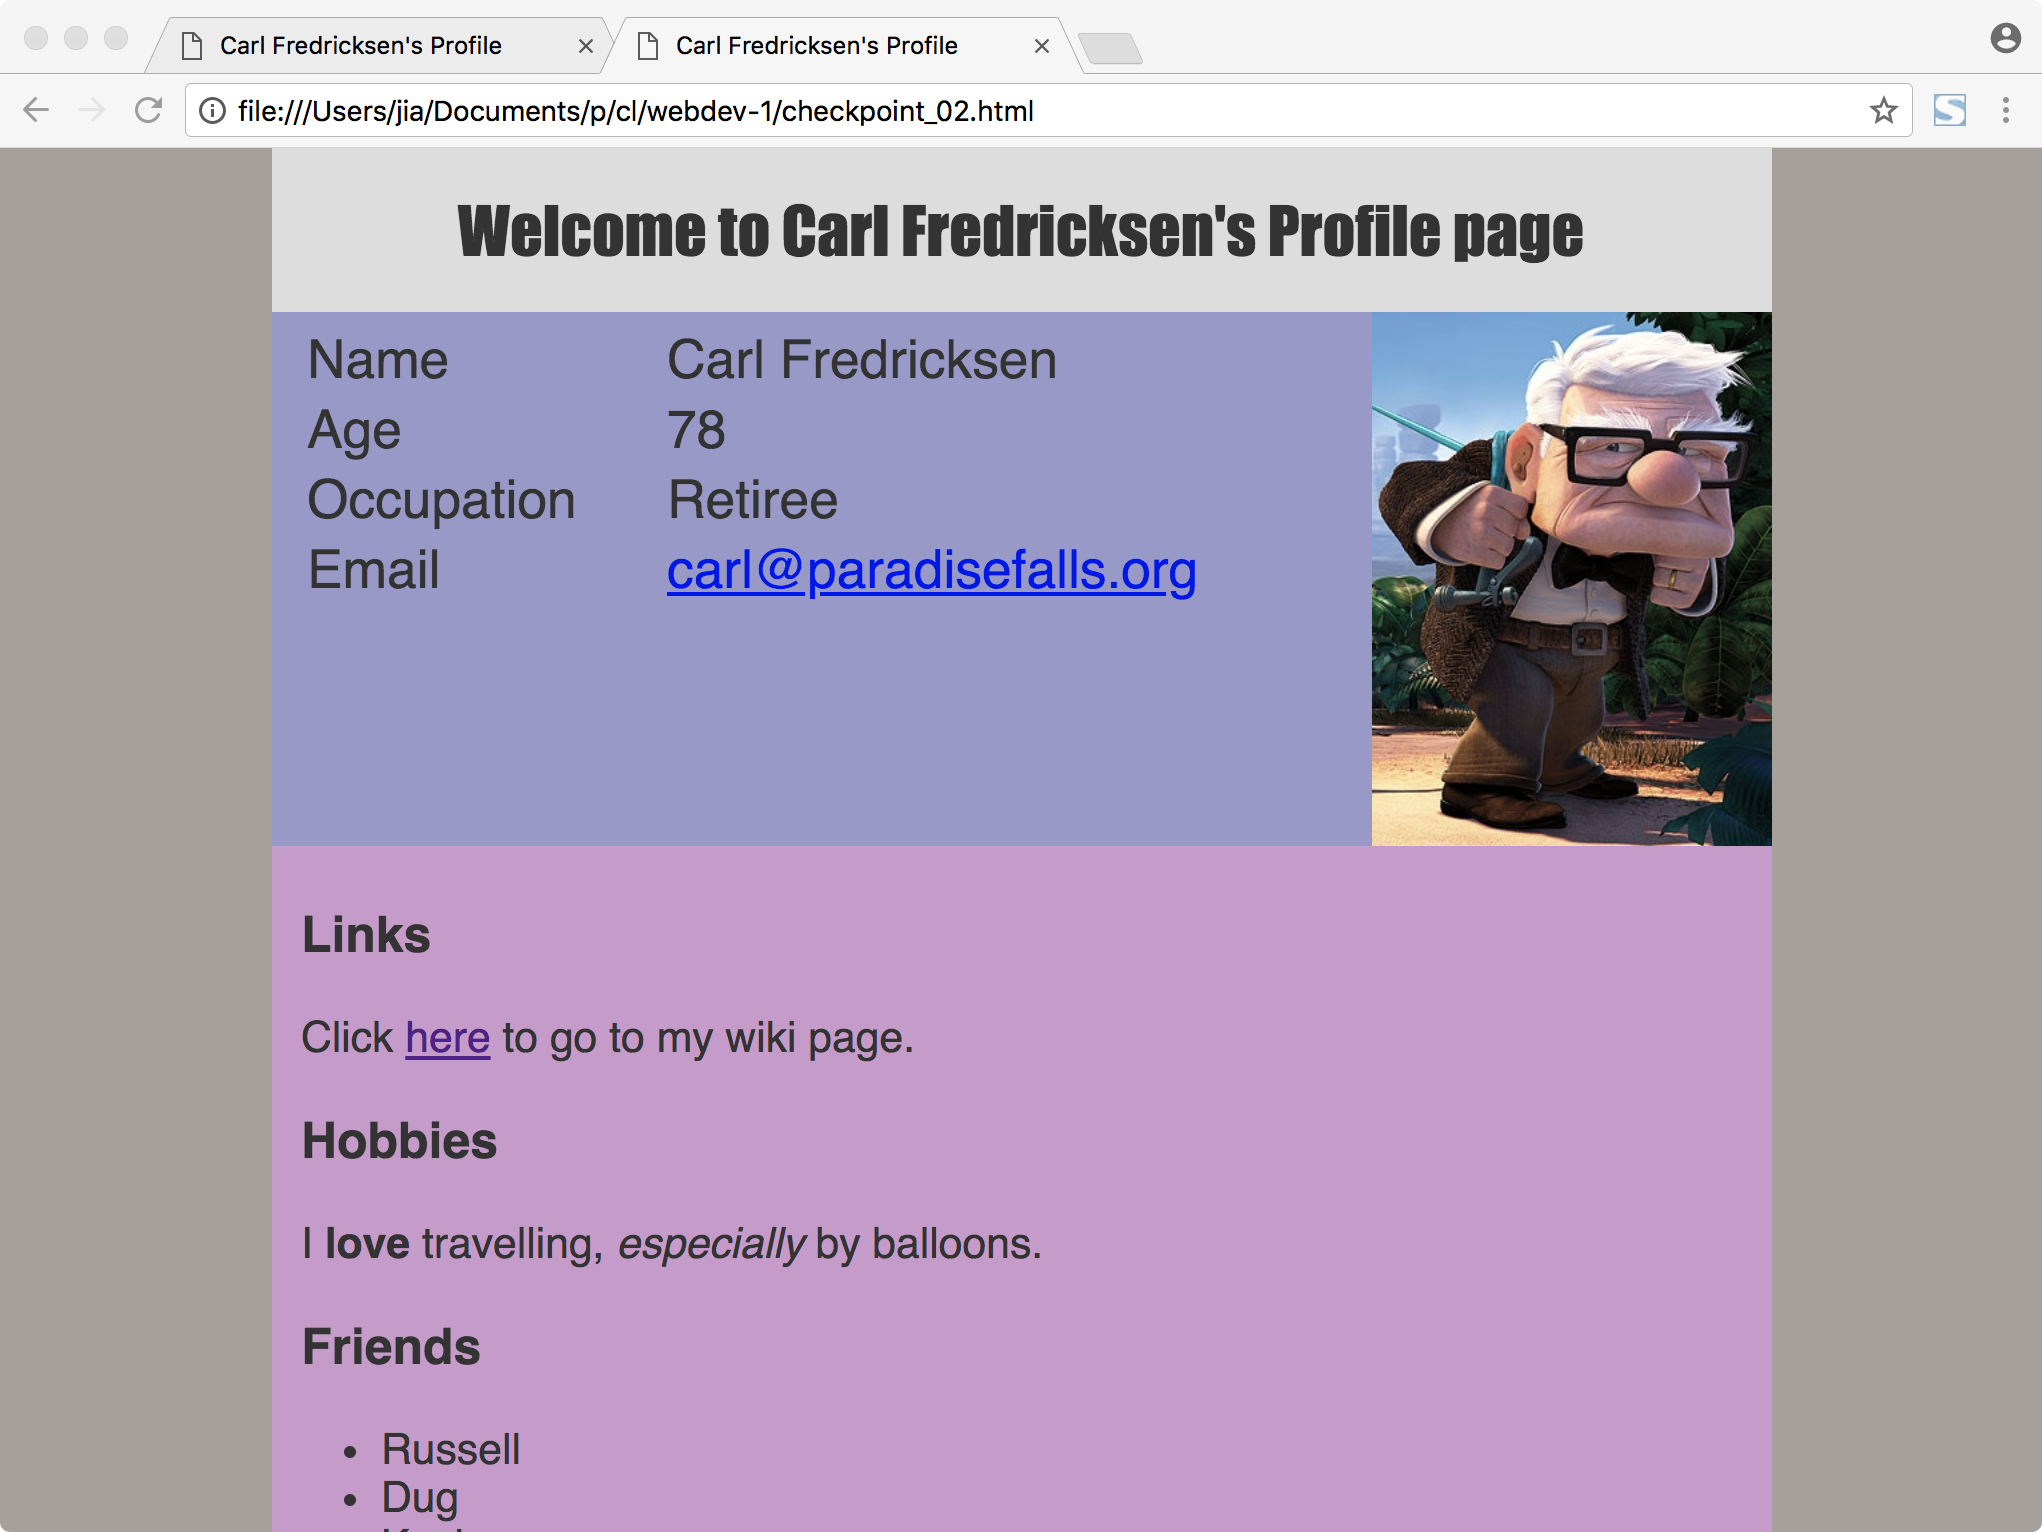 Carl Fredricksen's Profile Carl Fredricksen's Profile
file:///Users/jia/Documents/p/cl/webdev-1/checkpoint_02.html
Welcome to Carl Fredricksen's Profile page
Name Carl Fredricksen
Age 78
Occupation Retiree
Email carl@paradisefalls.org
Links
Click here to go to my wiki page.
Hobbies
I love travelling, especially by balloons.
Friends
Russell
Dug